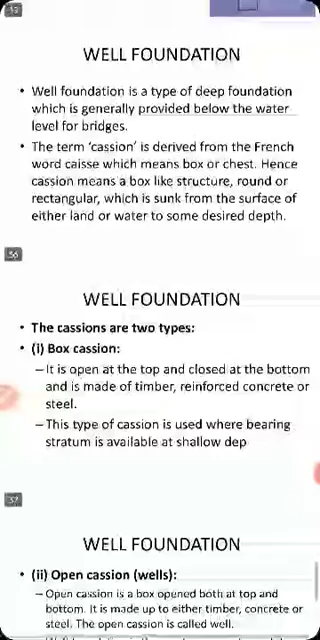 35
WELL FOUNDATION
• Well foundation is a type of deep foundation
which is generally provided below the water
level for bridges.
• The term ‘cassion’ is derived from the French
word caisse which means box or chest. Hence
cassion means a box like structure, round or
rectangular, which is sunk from the surface of
either land or water to some desired depth.
36
WELL FOUNDATION
• The cassions are two types:
• (i) Box cassion:
– It is open at the top and closed at the bottom
and is made of timber, reinforced concrete or
steel.
– This type of cassion is used where bearing
stratum is available at shallow dep
37
WELL FOUNDATION
• (ii) Open cassion (wells):
– Open cassion is a box opened both at top and
bottom. It is made up to either timber, concrete or
steel. The open cassion is called well.